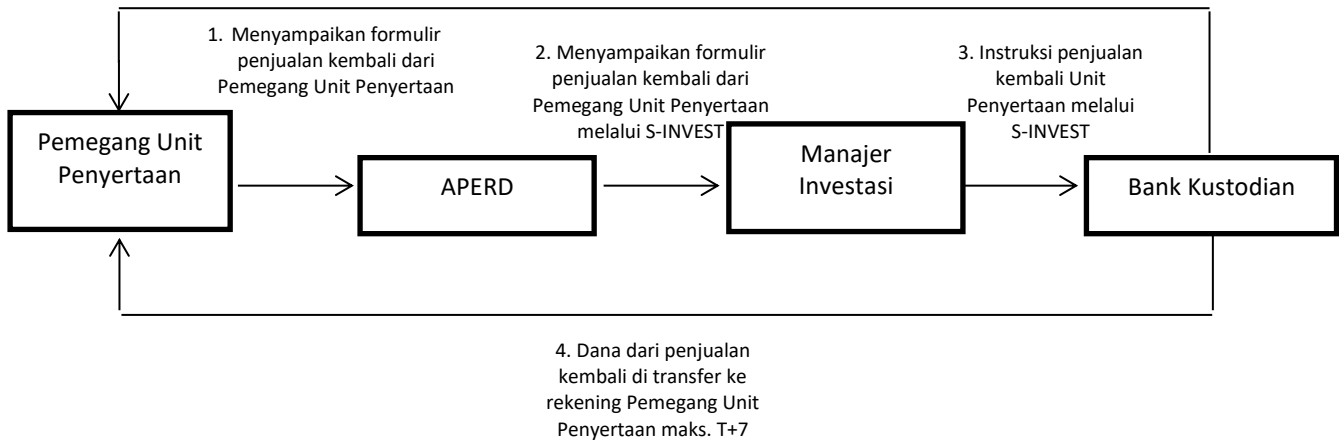 1. Menyampaikan formulir
penjualan kembali dari
Pemegang Unit Penyertaan
2. Menyampaikan formulir
penjualan kembali dari
Pemegang Unit Penyertaan
melalui S-INVEST
3. Instruksi penjualan
kembali Unit
Penyertaan melalui
S-INVEST
Pemegang Unit
Penyertaan
APERD
Manajer
Investasi
Bank Kustodian
4. Dana dari penjualan
kembali di transfer ke
rekening Pemegang Unit
Penyertaan maks. T+7